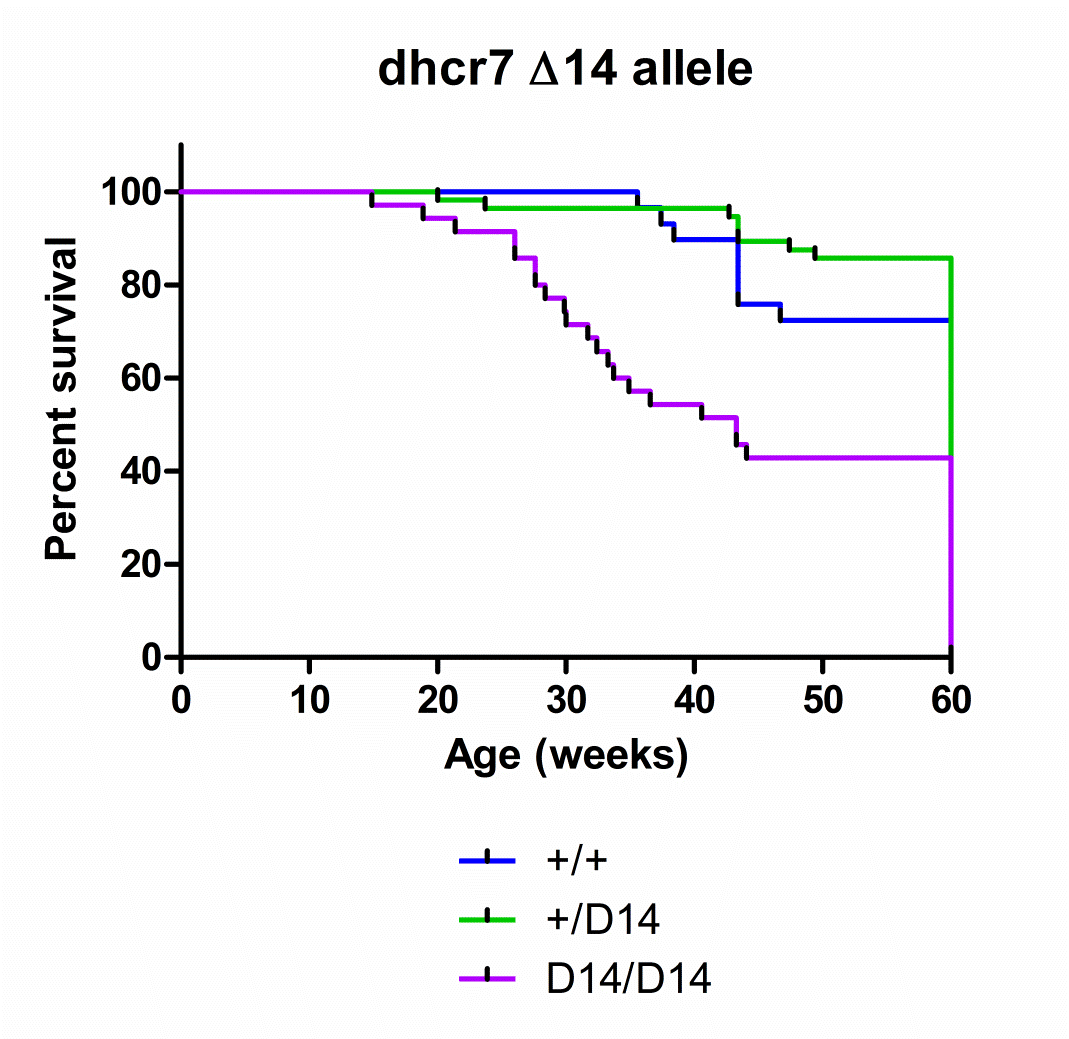 dhcr7 Δ14 allele
Percent survival
100
80
60
40
20
0
0 10 20 30 40 50 60
Age (weeks)
+/+
+/D14
D14/D14